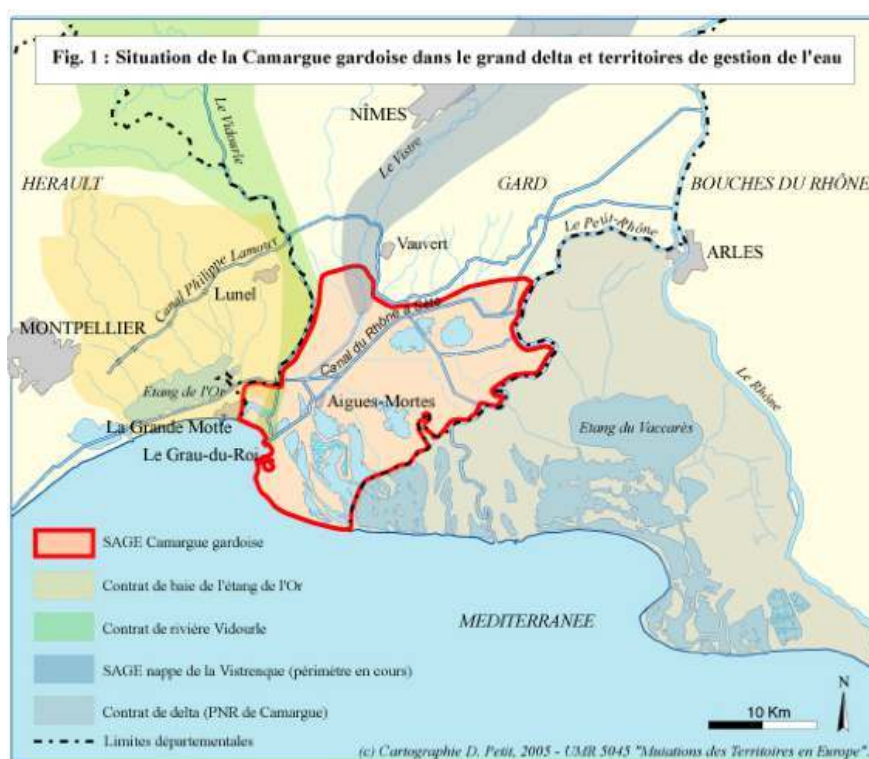 Fig. 1 : Situation de la Camargue gardoise dans le grand delta et territoires de gestion de l'eau
Le Vidourle
NÎMES
Le Vistre
HERAULT
GARD
BOUCHES DU RHÔNE
Le Petit-Rhône
Vauvert
ARLES
Canal Philippe Lamour
Lunel
Canal du Rhône à Sète
MONTPELLIER
Le Rhône
Etang de l'Or
Aigues-Mortes
La Grande Motte
Etang du Vaccarès
Le Grau-du-Roi
SAGE Camargue gardoise
Contrat de baie de l'étang de l'Or
Contrat de rivière Vidourle
MEDITERRANEE
SAGE nappe de la Vistrenque (périmètre en cours)
N
Contrat de delta (PNR de Camargue)
10 Km
Limites départementales
(c) Cartographie D. Petit, 2005 - UMR 5045 "Mutations des Territoires en Europe".